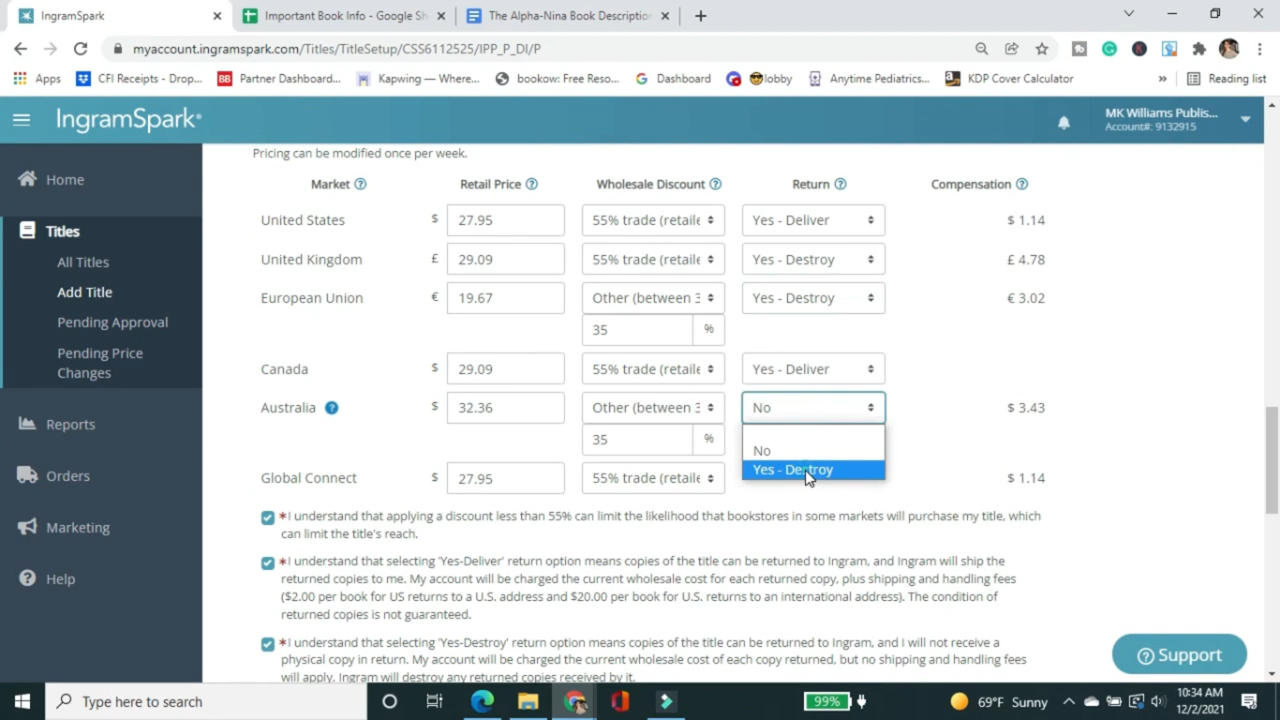 IngramSpark
Important Book Info - Google Sh
The Alpha-Nina Book Description
myaccount.ingramspark.com/Titles/TitleSetup/CSS6112525/IPP_P_DI/P
Apps
CFI Receipts - Drop...
BB
Partner Dashboard...
Kapwing — Where...
bookow: Free Reso...
Dashboard
lobby
Anytime Pediatrics...
KDP Cover Calculator
»
Reading list
IngramSpark®
MK Williams Publis...
Account#: 9132915
Home
Titles
All Titles
Add Title
Pending Approval
Pending Price
Changes
Reports
Orders
Marketing
Help
Pricing can be modified once per week.
Market ? Retail Price ? Wholesale Discount ? Return ? Compensation ?
United States $ 27.95 55% trade (retaile Yes - Deliver $ 1.14
United Kingdom £ 29.09 55% trade (retaile Yes - Destroy £ 4.78
European Union € 19.67 Other (between 3 Yes - Destroy € 3.02
35 %
Canada $ 29.09 55% trade (retaile Yes - Deliver
Australia ? $ 32.36 Other (between 3 No $ 3.43
35 %
No
Yes - Destroy
Global Connect $ 27.95 55% trade (retaile $ 1.14
*I understand that applying a discount less than 55% can limit the likelihood that bookstores in some markets will purchase my title, which
can limit the title's reach.
*I understand that selecting 'Yes-Deliver' return option means copies of the title can be returned to Ingram, and Ingram will ship the
returned copies to me. My account will be charged the current wholesale cost for each returned copy, plus shipping and handling fees
($2.00 per book for US returns to a U.S. address and $20.00 per book for U.S. returns to an international address). The condition of
returned copies is not guaranteed.
*I understand that selecting 'Yes-Destroy' return option means copies of the title can be returned to Ingram, and I will not receive a
physical copy in return. My account will be charged the current wholesale cost of each copy returned, but no shipping and handling fees
will apply. Ingram will destroy any returned copies received by it.
? Support
Type here to search
99%
69°F Sunny
10:34 AM
12/2/2021